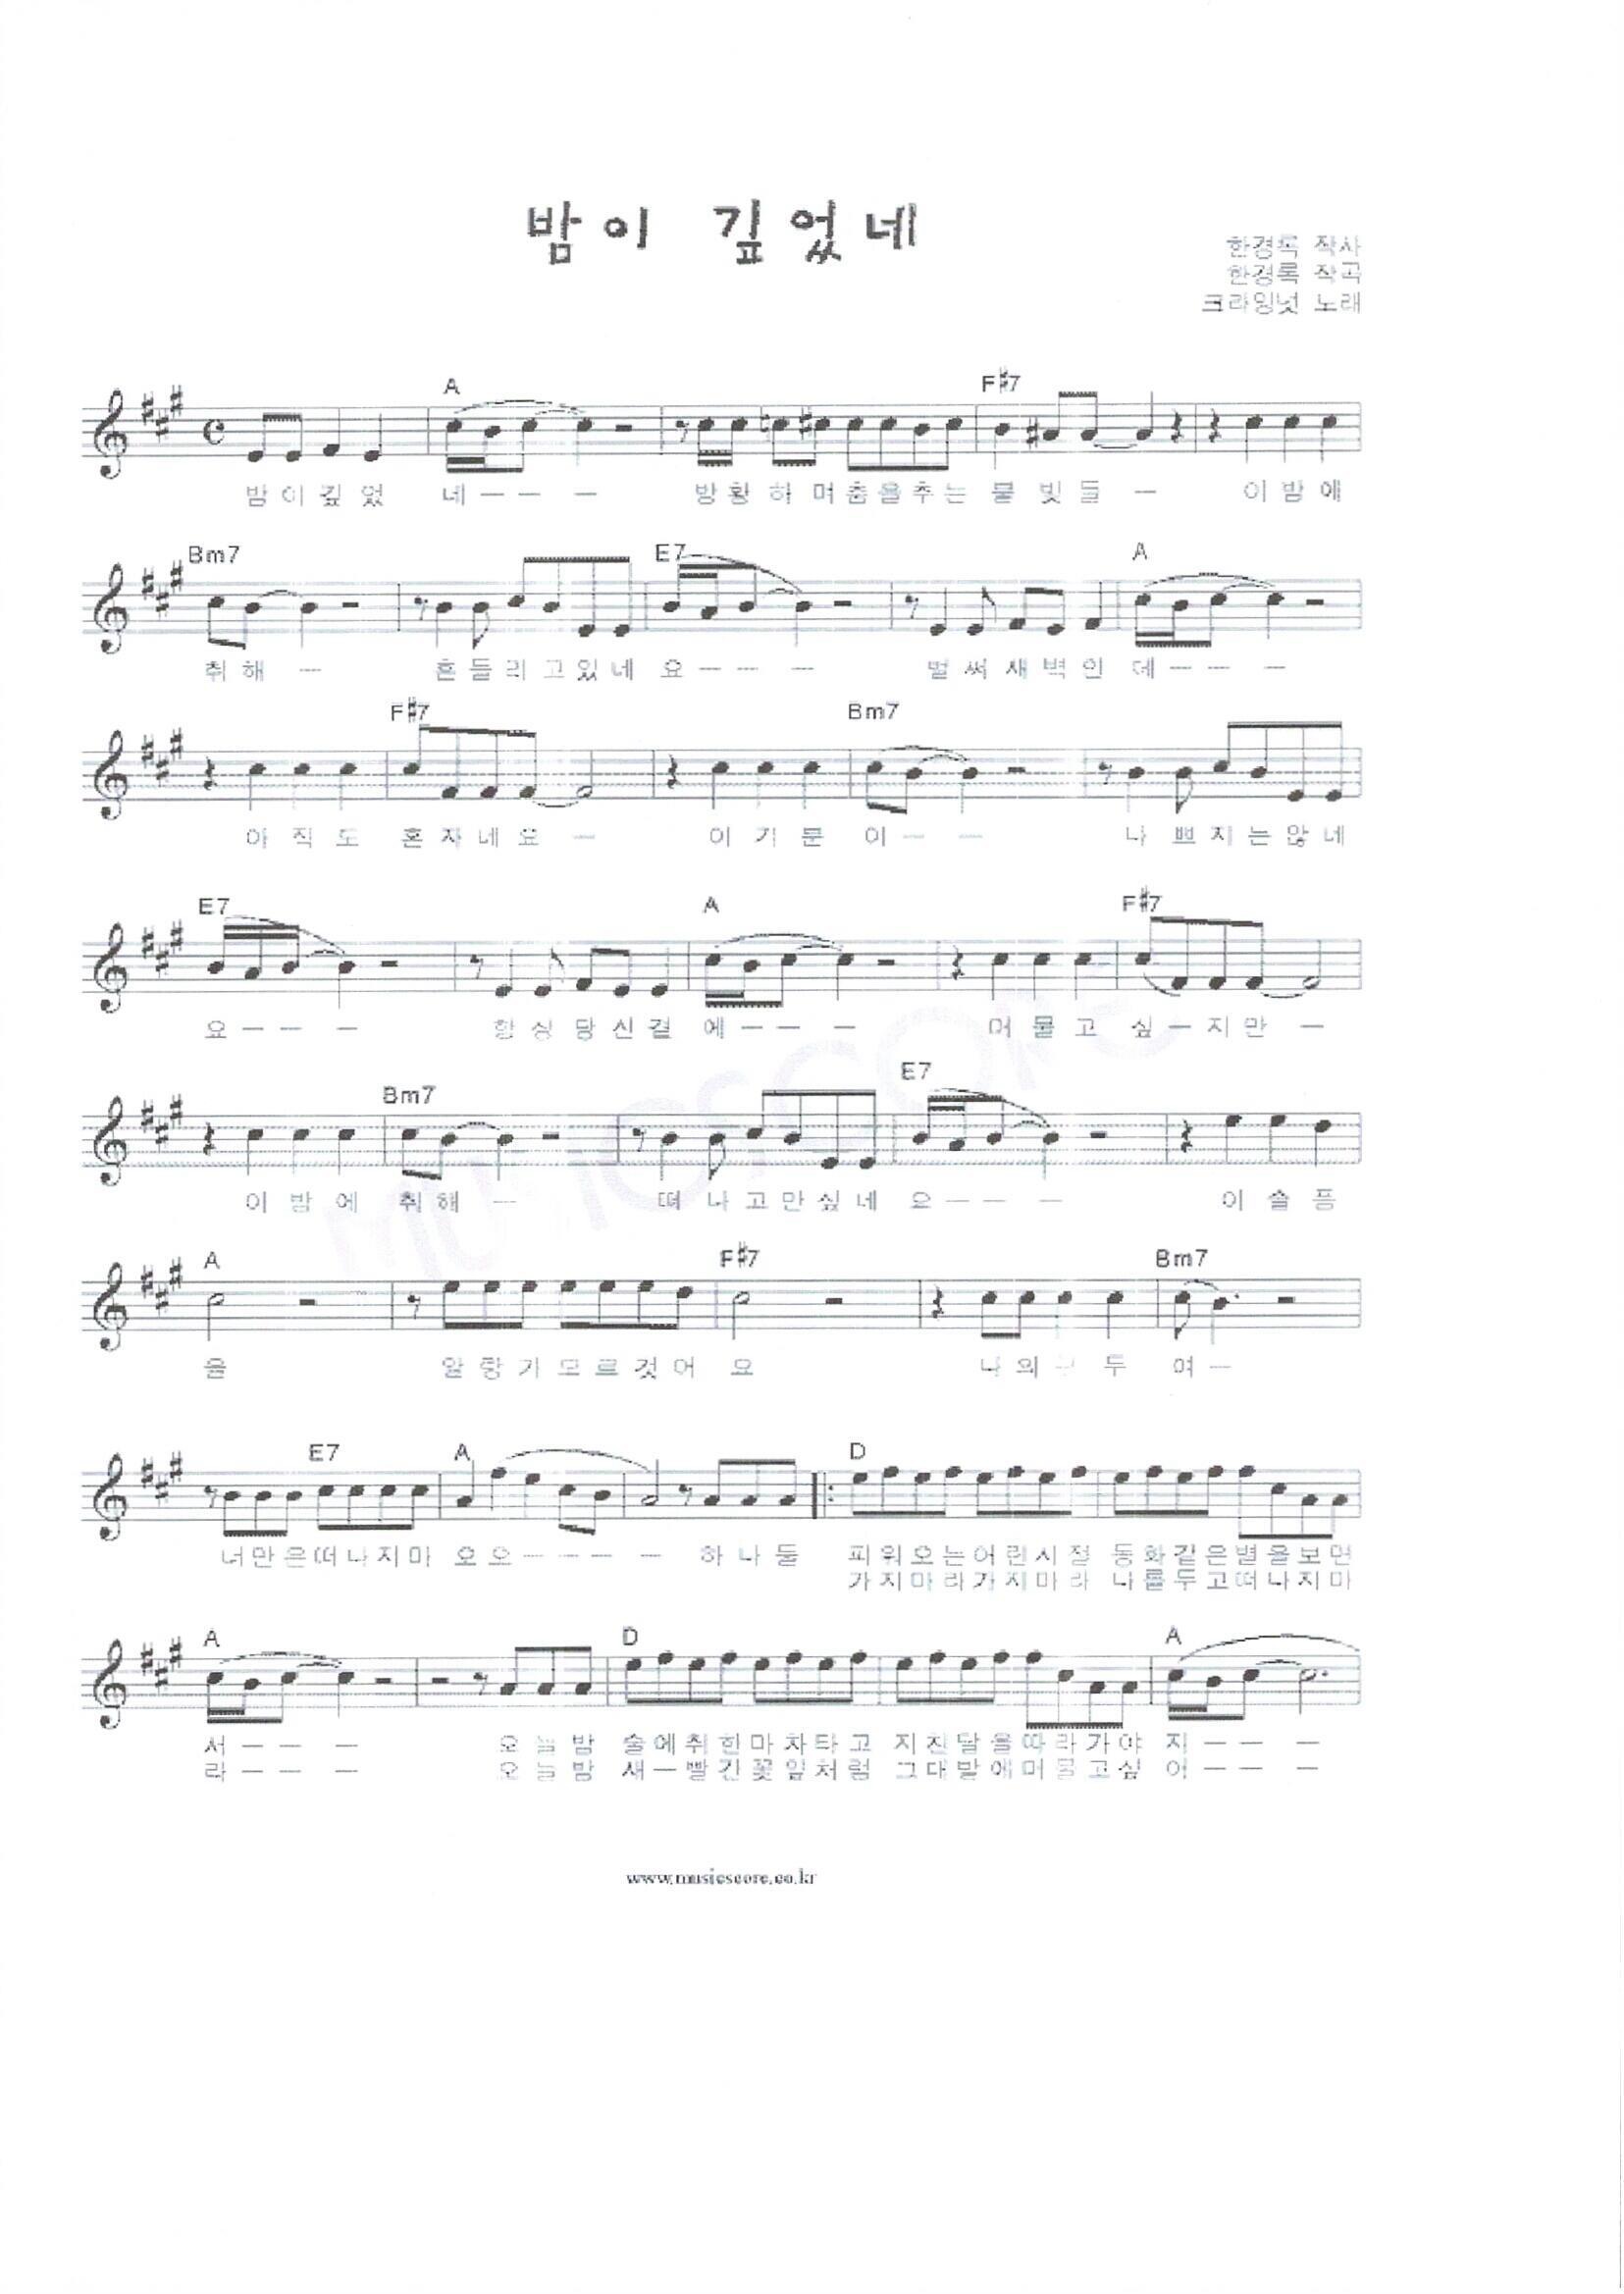 밤이 깊었네
한경록 작사
한경록 작곡
크라잉넛 노래
A F#7
밤이깊었 네--- 방황하며춤을추는 불빛들- 이밤에
Bm7 E7 A
취해- 흔들리고있네 요--- 벌써새벽인 데---
F#7 Bm7
아직도 혼자네요- 이기분이-- 나쁘지는않네
E7 A F#7
요--- 항상당신곁 에--- 머물고 싶-지만-
Bm7 E7
이밤에 취해- 떠나고만싶네 요--- 이슬픔
A F#7 Bm7
을 알랑가모르것어 요 나의 두 여-
E7 A D
너만은떠나지마 오오---- 하나둘 피워오는어린시절 동화같은별을보면
가지마라가지마라 나를두고떠나지마
A D A
서--- 오늘밤 술에취한마차타고 지친달을따라가야 지---
라--- 오늘밤 새-빨간꽃잎처럼 그대발에머물고싶 어---
www.musicscore.co.kr